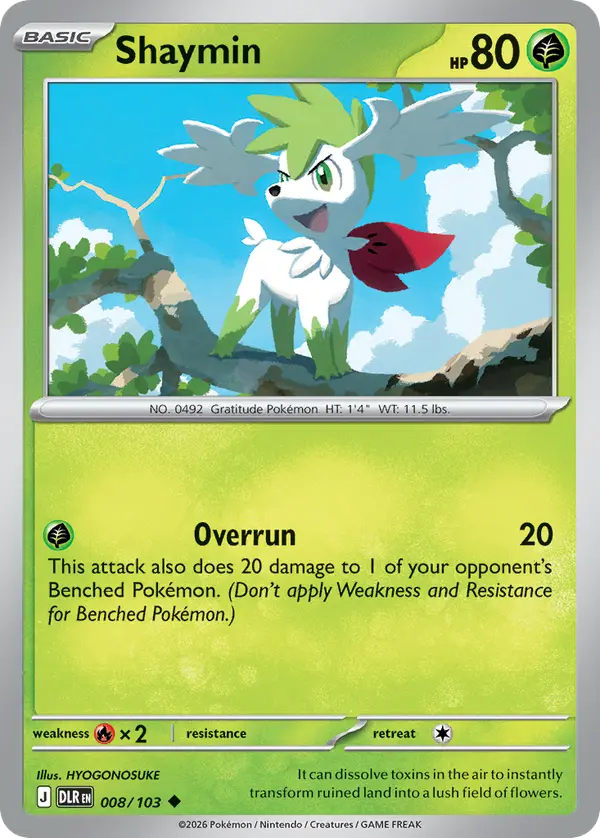 BASIC
Shaymin
HP 80
NO. 0492 Gratitude Pokémon HT: 1'4" WT: 11.5 lbs.
Overrun 20
This attack also does 20 damage to 1 of your opponent's
Benched Pokémon. (Don't apply Weakness and Resistance
for Benched Pokémon.)
weakness ×2 resistance retreat
Illus. HYOGONOSUKE
It can dissolve toxins in the air to instantly
transform ruined land into a lush field of flowers.
J DLR EN 008/103
©2026 Pokémon / Nintendo / Creatures / GAME FREAK